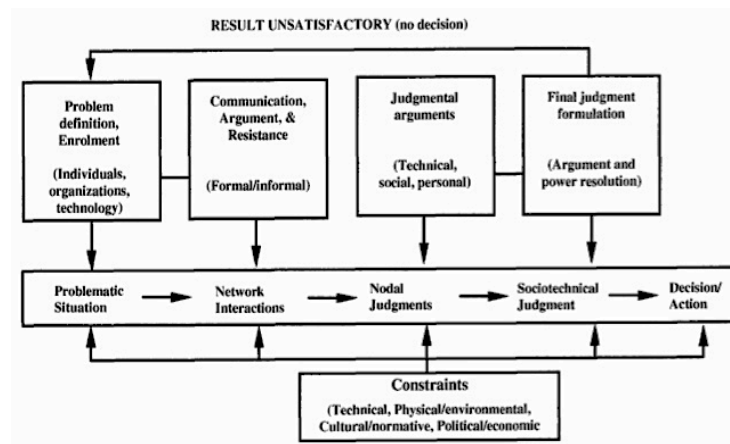 RESULT UNSATISFACTORY (no decision)
Problem
definition,
Enrolment
(Individuals,
organizations,
technology)
Communication,
Argument, &
Resistance
(Formal/informal)
Judgmental
arguments
(Technical,
social, personal)
Final judgment
formulation
(Argument and
power resolution)
Problematic
Situation
Network
Interactions
Nodal
Judgments
Sociotechnical
Judgment
Decision/
Action
Constraints
(Technical, Physical/environmental,
Cultural/normative, Political/economic